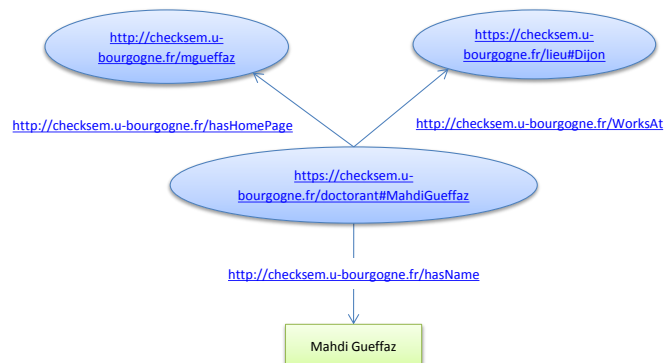 http://checksem.u-
bourgogne.fr/mgueffaz
https://checksem.u-
bourgogne.fr/lieu#Dijon
http://checksem.u-bourgogne.fr/hasHomePage
http://checksem.u-bourgogne.fr/WorksAt
https://checksem.u-
bourgogne.fr/doctorant#MahdiGueffaz
http://checksem.u-bourgogne.fr/hasName
Mahdi Gueffaz